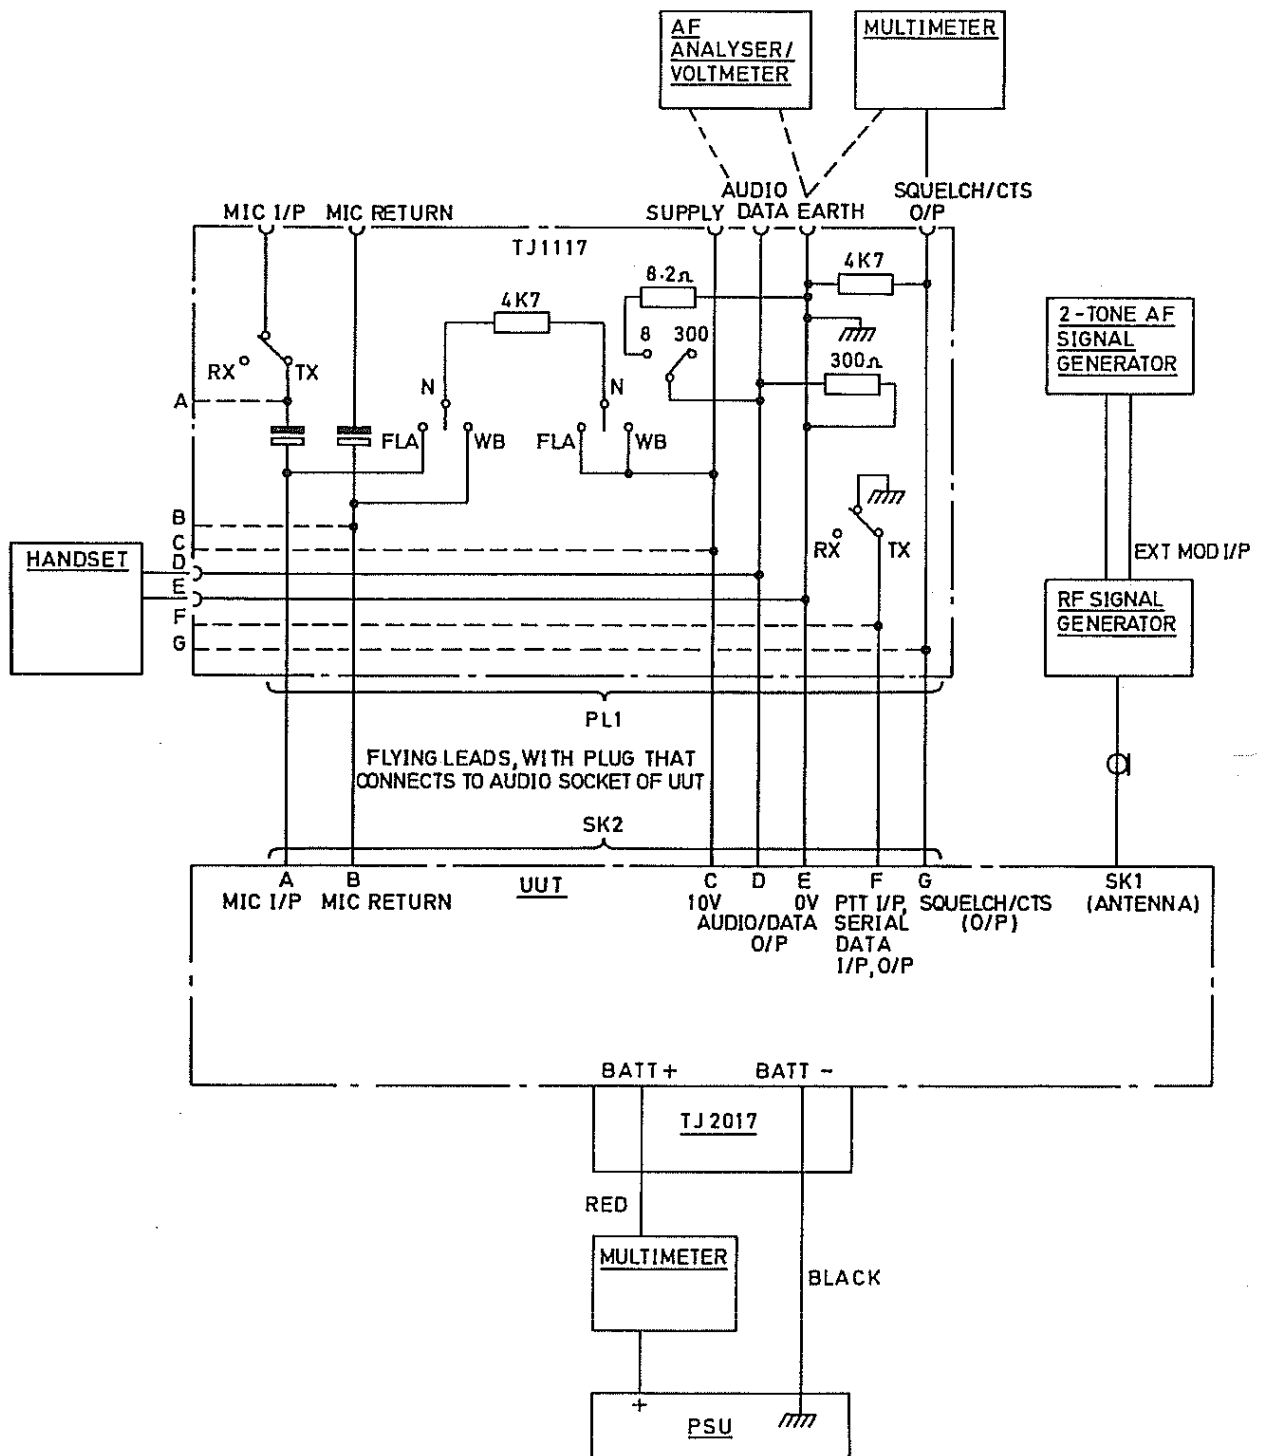 AF
ANALYSER/
VOLTMETER
MULTIMETER
MIC I/P
MIC RETURN
SUPPLY
AUDIO
DATA
EARTH
SQUELCH/CTS
O/P
TJ1117
4K7
8.2Ω
4K7
8
300
300Ω
RX
TX
N
N
FLA
WB
FLA
WB
RX
TX
A
B
C
D
E
F
G
HANDSET
2-TONE AF
SIGNAL
GENERATOR
EXT MOD I/P
RF SIGNAL
GENERATOR
PL1
FLYING LEADS, WITH PLUG THAT
CONNECTS TO AUDIO SOCKET OF UUT
SK2
A
B
UUT
C
D
E
F
G
SK1
MIC I/P
MIC RETURN
10V
0V
PTT I/P,
SQUELCH/CTS
(ANTENNA)
AUDIO/DATA
SERIAL
(O/P)
O/P
DATA
I/P, O/P
BATT +
BATT -
TJ 2017
RED
MULTIMETER
BLACK
+
PSU